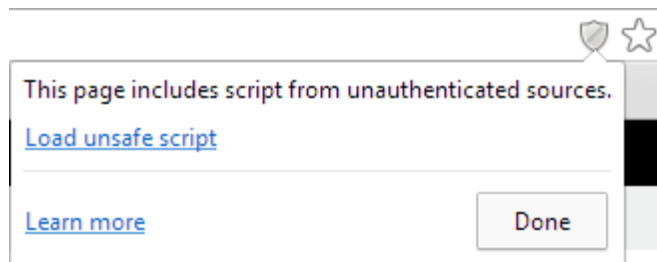 This page includes script from unauthenticated sources.
Load unsafe script
Learn more
Done